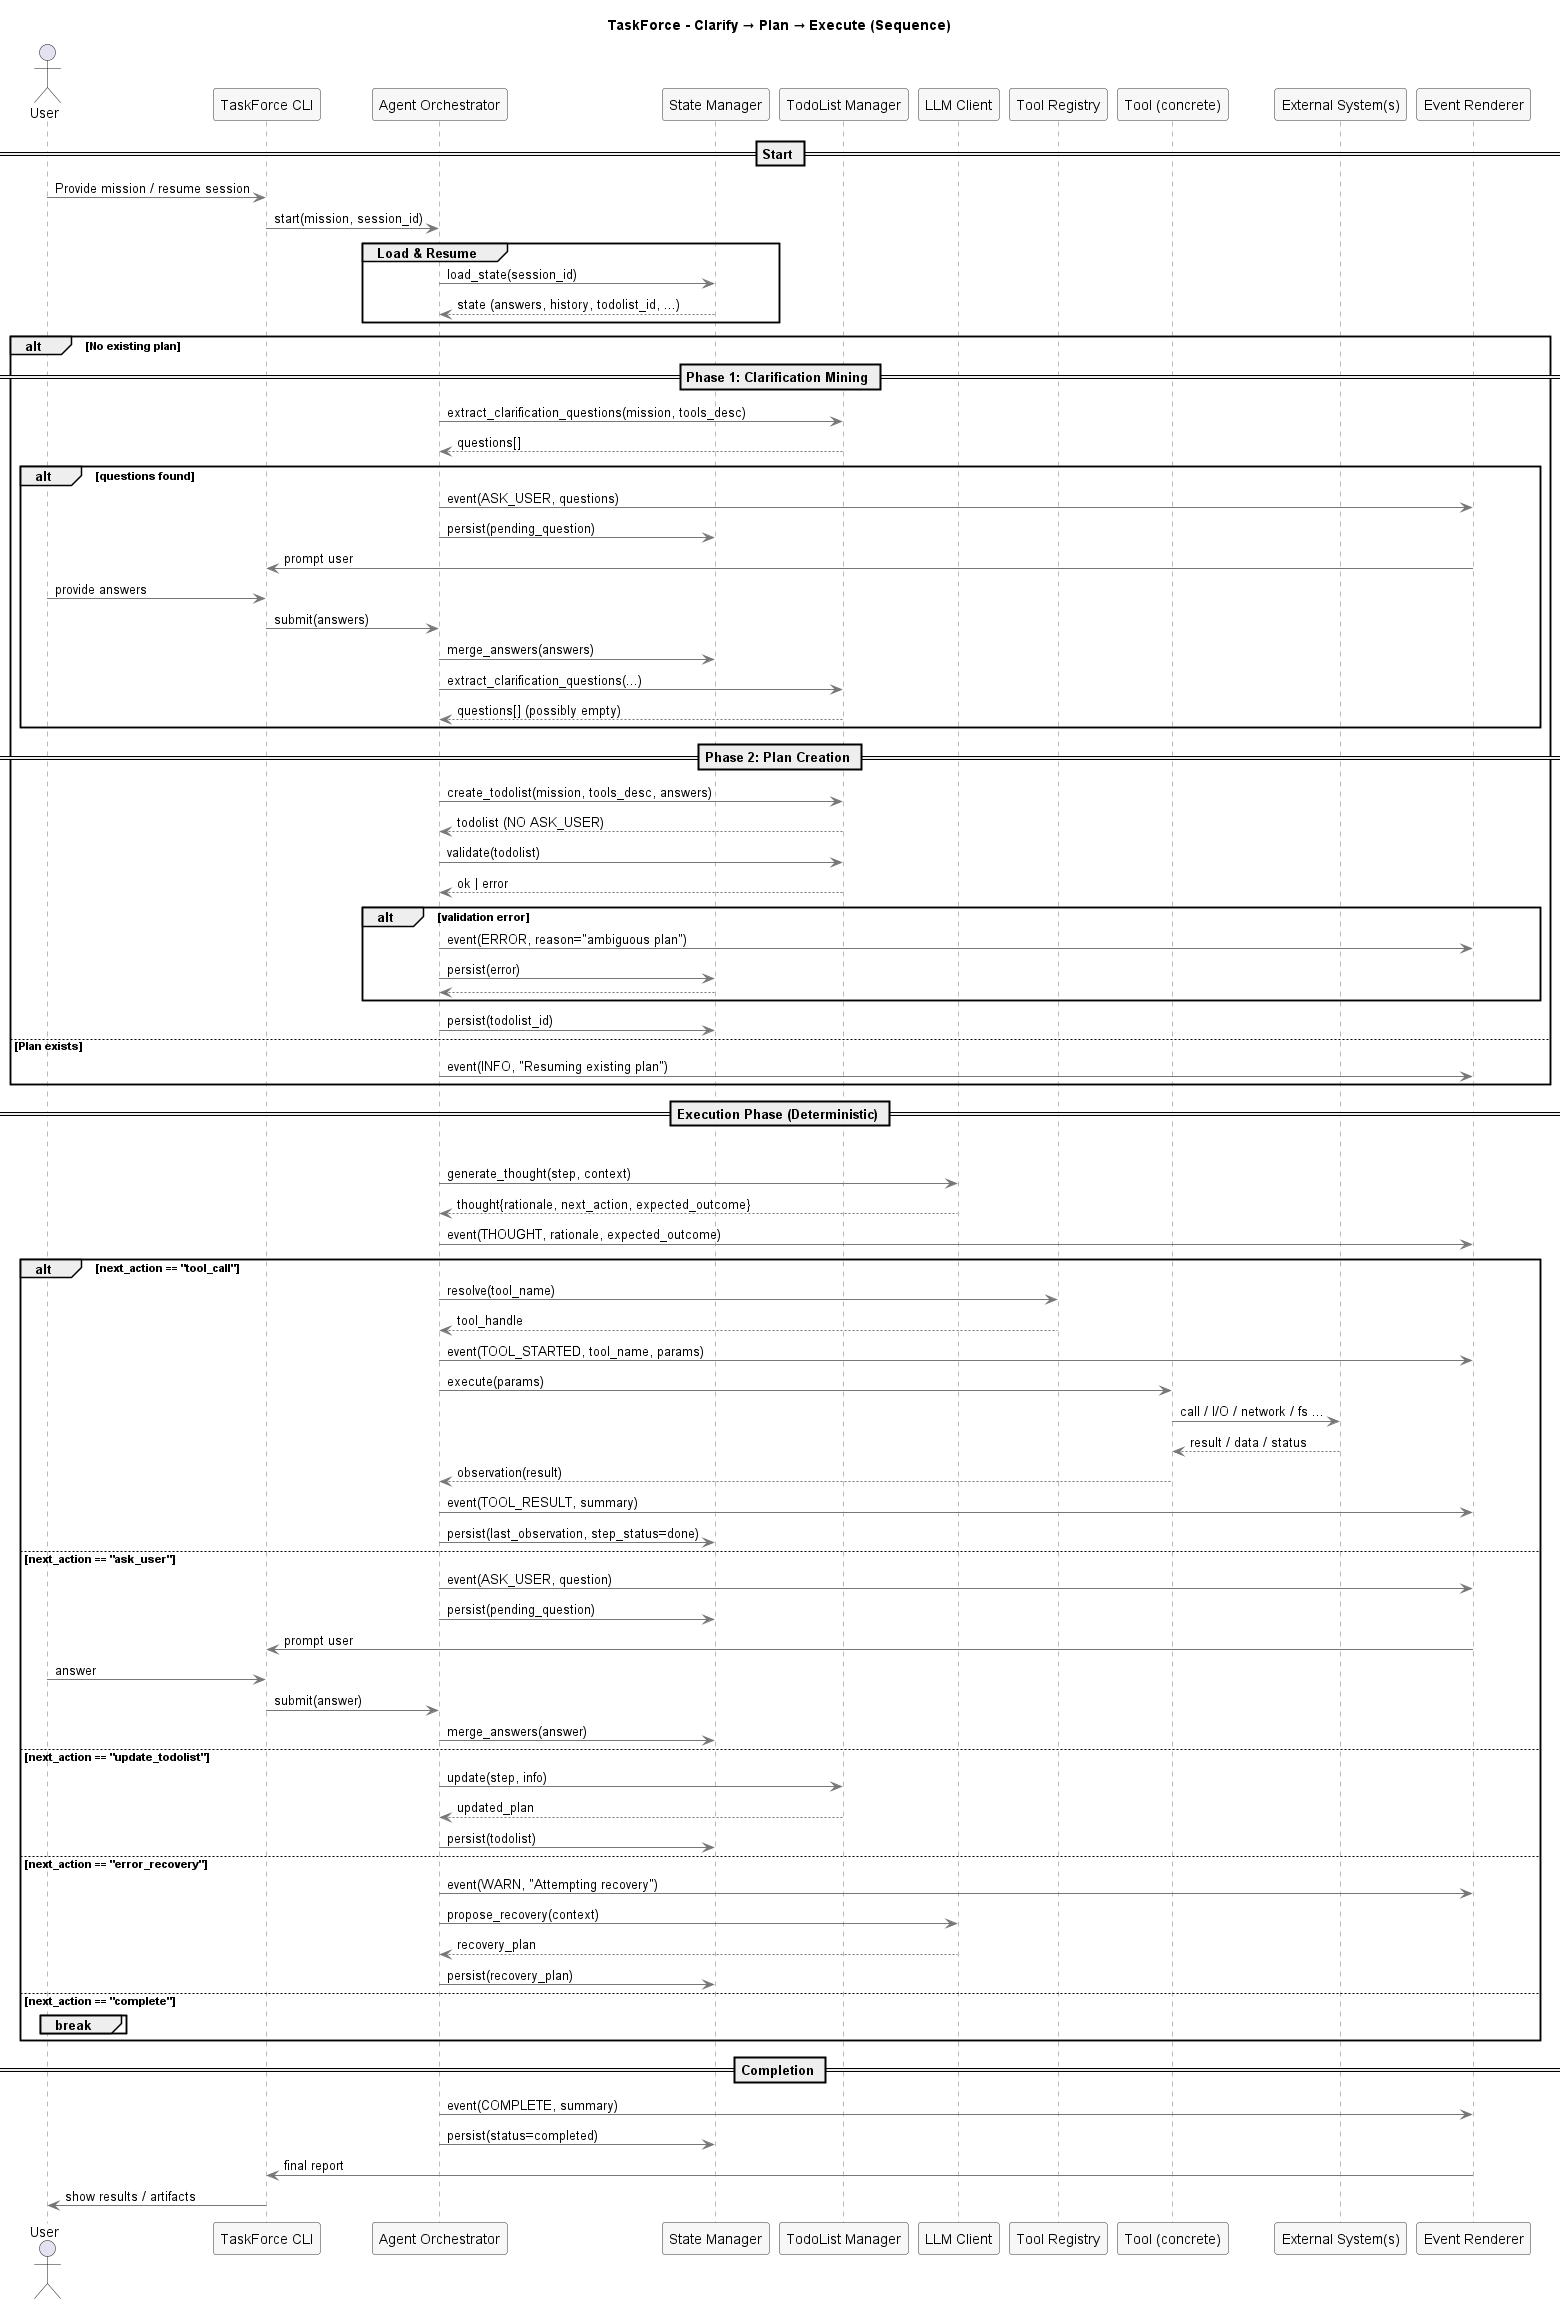 TaskForce - Clarify → Plan → Execute (Sequence)
User
TaskForce CLI
Agent Orchestrator
State Manager
TodoList Manager
LLM Client
Tool Registry
Tool (concrete)
External System(s)
Event Renderer
Start
Provide mission / resume session
start(mission, session_id)
Load & Resume
load_state(session_id)
state (answers, history, todolist_id, ...)
alt [No existing plan]
Phase 1: Clarification Mining
extract_clarification_questions(mission, tools_desc)
questions[]
alt [questions found]
event(ASK_USER, questions)
persist(pending_question)
prompt user
provide answers
submit(answers)
merge_answers(answers)
extract_clarification_questions(...)
questions[] (possibly empty)
Phase 2: Plan Creation
create_todolist(mission, tools_desc, answers)
todolist (NO ASK_USER)
validate(todolist)
ok | error
alt [validation error]
event(ERROR, reason="ambiguous plan")
persist(error)
persist(todolist_id)
[Plan exists]
event(INFO, "Resuming existing plan")
Execution Phase (Deterministic)
generate_thought(step, context)
thought{rationale, next_action, expected_outcome}
event(THOUGHT, rationale, expected_outcome)
alt [next_action == "tool_call"]
resolve(tool_name)
tool_handle
event(TOOL_STARTED, tool_name, params)
execute(params)
call / I/O / network / fs ...
result / data / status
observation(result)
event(TOOL_RESULT, summary)
persist(last_observation, step_status=done)
[next_action == "ask_user"]
event(ASK_USER, question)
persist(pending_question)
prompt user
answer
submit(answer)
merge_answers(answer)
[next_action == "update_todolist"]
update(step, info)
updated_plan
persist(todolist)
[next_action == "error_recovery"]
event(WARN, "Attempting recovery")
propose_recovery(context)
recovery_plan
persist(recovery_plan)
[next_action == "complete"]
break
Completion
event(COMPLETE, summary)
persist(status=completed)
final report
show results / artifacts
User
TaskForce CLI
Agent Orchestrator
State Manager
TodoList Manager
LLM Client
Tool Registry
Tool (concrete)
External System(s)
Event Renderer